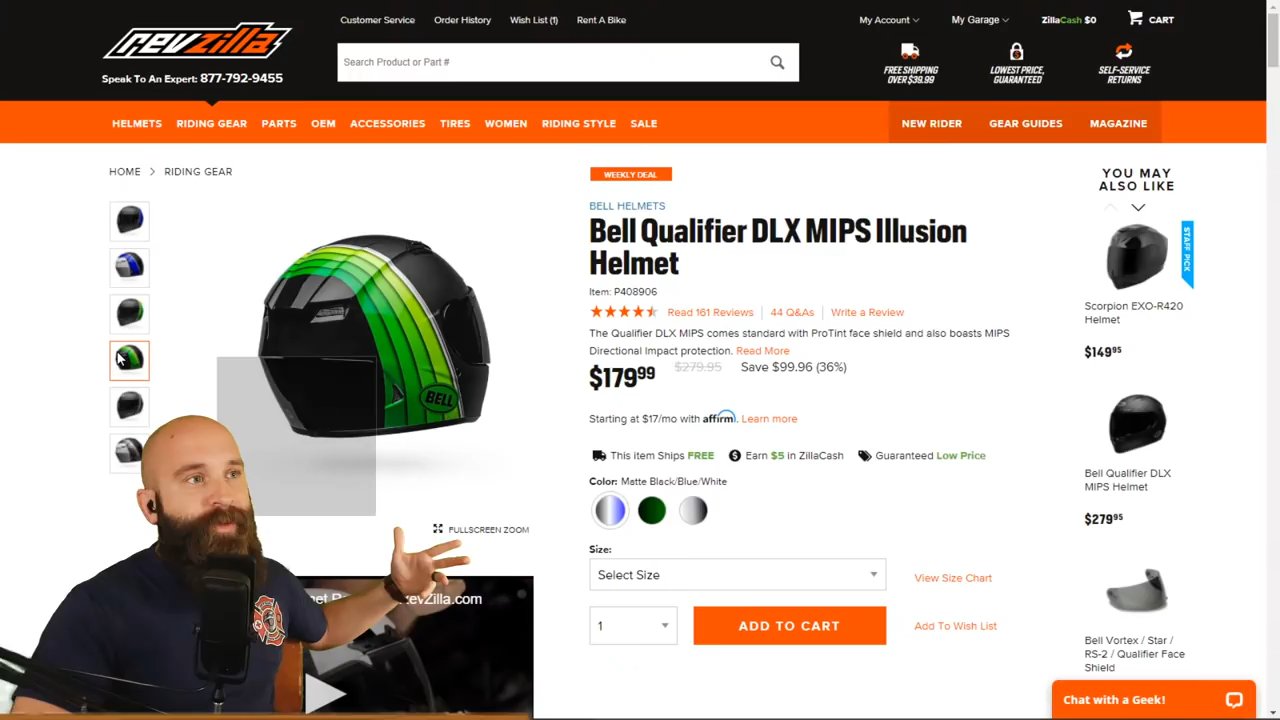 Customer Service Order History Wish List (1) Rent A Bike My Account My Garage ZillaCash $0 CART
revzilla
Speak To An Expert: 877-792-9455
Search Product or Part #
FREE SHIPPING
OVER $39.99
LOWEST PRICE,
GUARANTEED
SELF-SERVICE
RETURNS
HELMETS RIDING GEAR PARTS OEM ACCESSORIES TIRES WOMEN RIDING STYLE SALE NEW RIDER GEAR GUIDES MAGAZINE
HOME > RIDING GEAR
BELL
FULLSCREEN ZOOM
revZilla.com
WEEKLY DEAL
BELL HELMETS
Bell Qualifier DLX MIPS Illusion
Helmet
Item: P408906
Read 161 Reviews 44 Q&As Write a Review
The Qualifier DLX MIPS comes standard with ProTint face shield and also boasts MIPS
Directional Impact protection. Read More
$179.99 $279.95 Save $99.96 (36%)
Starting at $17/mo with affirm. Learn more
This item Ships FREE Earn $5 in ZillaCash Guaranteed Low Price
Color: Matte Black/Blue/White
Size:
Select Size View Size Chart
1 ADD TO CART Add To Wish List
YOU MAY
ALSO LIKE
STAFF PICK
Scorpion EXO-R420
Helmet
$149.95
Bell Qualifier DLX
MIPS Helmet
$279.95
Bell Vortex / Star /
RS-2 / Qualifier Face
Shield
Chat with a Geek!